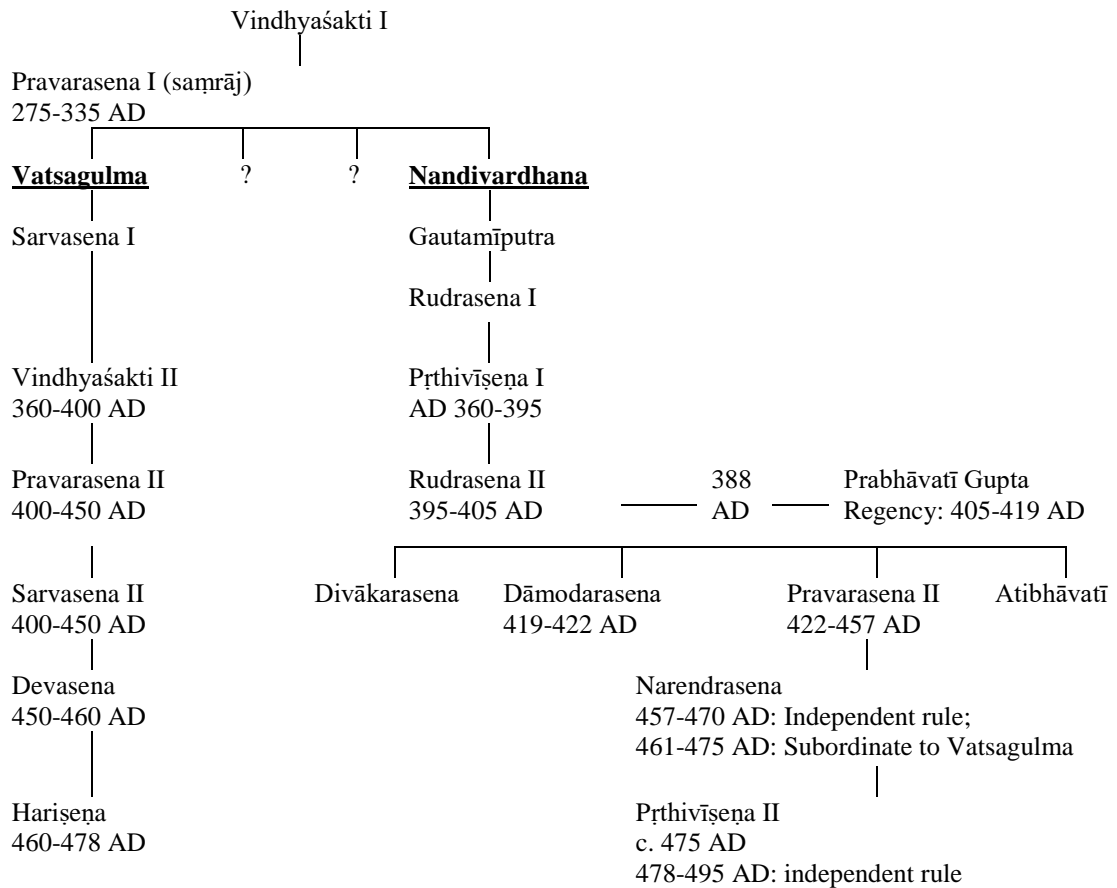 Vindhyaśakti I
Pravarasena I (saṃrāj)
275-335 AD
Vatsagulma ? ? Nandivardhana
Sarvasena I Gautamīputra
Rudrasena I
Vindhyaśakti II Pṛthivīṣeṇa I
360-400 AD AD 360-395
Pravarasena II Rudrasena II 388 Prabhāvatī Gupta
400-450 AD 395-405 AD AD Regency: 405-419 AD
Sarvasena II Divākarasena Dāmodarasena Pravarasena II Atibhāvatī
400-450 AD 419-422 AD 422-457 AD
Devasena Narendrasena
450-460 AD 457-470 AD: Independent rule;
461-475 AD: Subordinate to Vatsagulma
Hariṣeṇa Pṛthivīṣeṇa II
460-478 AD c. 475 AD
478-495 AD: independent rule